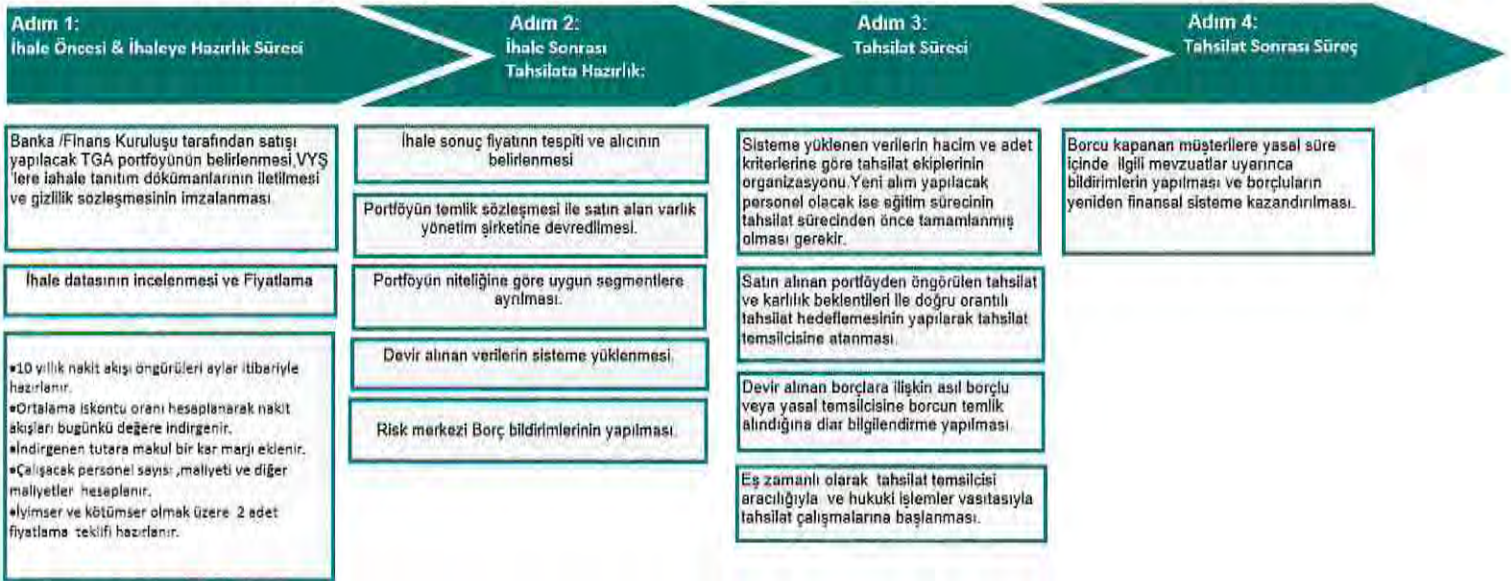 Adım 1:
İhale Öncesi & İhaleye Hazırlık Süreci
Adım 2:
İhale Sonrası
Tahsilata Hazırlık:
Adım 3:
Tahsilat Süreci
Adım 4:
Tahsilat Sonrası Süreç
Banka /Finans Kuruluşu tarafından satışı
yapılacak TGA portföyünün belirlenmesi,VYŞ
'lere iahale tanıtım dökümanlarının iletilmesi
ve gizlilik sözleşmesinin imzalanması.
İhale datasının incelenmesi ve Fiyatlama
•10 yıllık nakit akışı öngürüleri aylar itibariyle
hazırlanır.
•Ortalama iskontu oranı hesaplanarak nakit
akışları bugünkü değere indirgenir.
•İndirgenen tutara makul bir kar marjı eklenir.
•Çalışacak personel sayısı ,maliyeti ve diğer
maliyetler hesaplanır.
•İyimser ve kötümser olmak üzere 2 adet
fiyatlama teklifi hazırlanır.
İhale sonuç fiyatın tespiti ve alıcının
belirlenmesi
Portföyün temlik sözleşmesi ile satın alan varlık
yönetim şirketine devredilmesi.
Portföyün niteliğine göre uygun segmentlere
ayrılması.
Devir alınan verilerin sisteme yüklenmesi.
Risk merkezi Borç bildirimlerinin yapılması.
Sisteme yüklenen verilerin hacim ve adet
kriterlerine göre tahsilat ekiplerinin
organizasyonu.Yeni alım yapılacak
personel olacak ise eğitim sürecinin
tahsilat sürecinden önce tamamlanmış
olması gerekir.
Satın alınan portföyden öngörülen tahsilat
ve karlılık beklentileri ile doğru orantılı
tahsilat hedeflemesinin yapılarak tahsilat
temsilcisine atanması.
Devir alınan borçlara ilişkin asıl borçlu
veya yasal temsilcisine borcun temlik
alındığına diar bilgilendirme yapılması.
Eş zamanlı olarak tahsilat temsilcisi
aracılığıyla ve hukuki işlemler vasıtasıyla
tahsilat çalışmalarına başlanması.
Borcu kapanan müşterilere yasal süre
içinde ilgili mevzuatlar uyarınca
bildirimlerin yapılması ve borçluların
yeniden finansal sisteme kazandırılması.